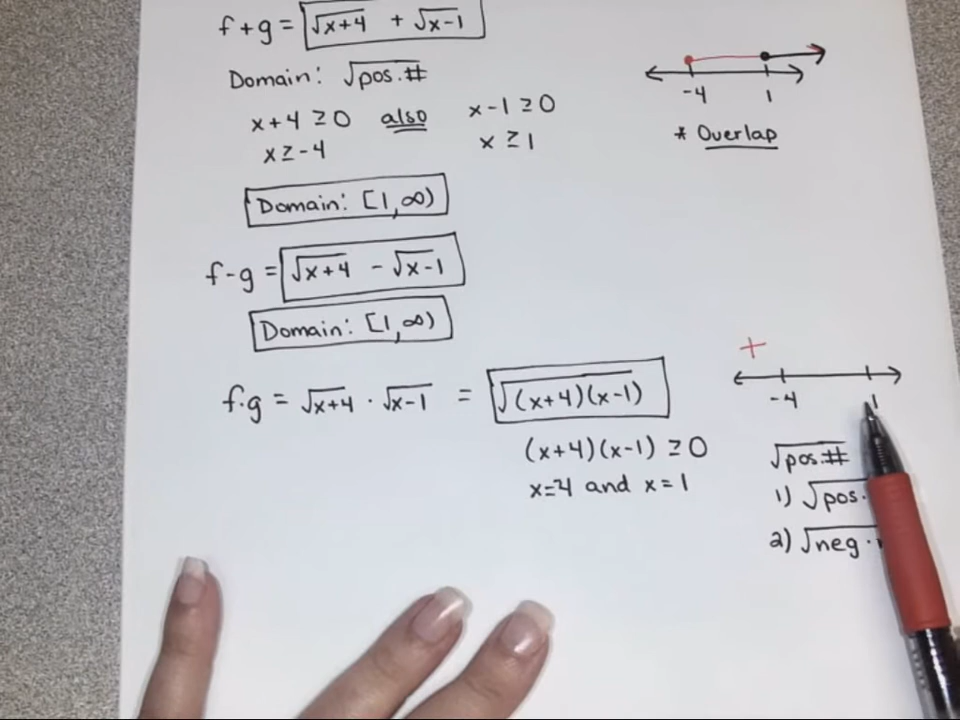 f+g = √x+4 + √x-1
Domain: √pos.#
x+4 ≥ 0 also x-1 ≥ 0
x ≥ -4 x ≥ 1
-4 1
* Overlap
Domain: [1,∞)
f-g = √x+4 - √x-1
Domain: [1,∞)
f·g = √x+4 · √x-1 = √(x+4)(x-1)
(x+4)(x-1) ≥ 0
x=-4 and x=1
+
-4 1
√pos.#
1) √pos.
2) √neg ·